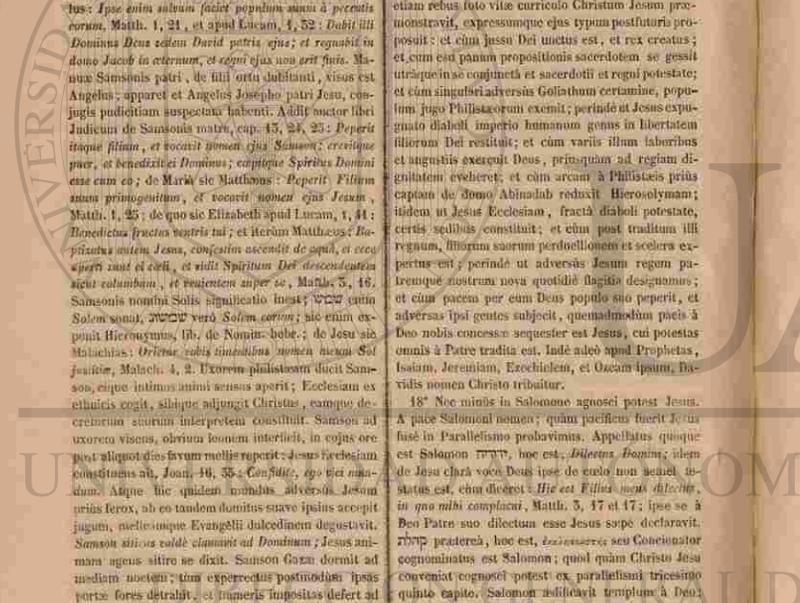 lus : Ipse enim salvum faciet populum suum à peccatis
eorum, Matth. 1, 21, et apud Lucam, 1, 32 : Dabit illi
Dominus Deus sedem David patris ejus; et regnabit in
domo Jacob in æternum, et regni ejus non erit finis. Ma-
nuæ Samsonis patri, de filii ortu dubitanti, visus est
Angelus; apparet et Angelus Josepho patri Jesu, con-
jugis pudicitiam suspectam habenti. Addit auctor libri
Judicum de Samsonis matre, cap. 13, 24, 25 : Peperit
itaque filium, et vocavit nomen ejus Samson; crevitque
puer, et benedixit ei Dominus; cœpitque Spiritus Domini
esse cum eo; de Mariâ sic Matthæus : Peperit Filium
suum primogenitum, et vocavit nomen ejus Jesum,
Matth. 1, 25; de quo sic Elizabeth apud Lucam, 1, 41 :
Benedictus fructus ventris tui; et iterùm Matthæus : Ba-
ptizatus autem Jesus, confestim ascendit de aquâ, et ecce
aperti sunt ei cœli, et vidit Spiritum Dei descendentem
sicut columbam, et venientem super se, Matth. 3, 16.
Samsonis nomini Solis significatio inest; שמש enim
Solem sonat, שמשון verò Solem eorum; sic enim ex-
ponit Hieronymus, lib. de Nomin. hebr.; de Jesu sic
Malachias : Orietur vobis timentibus nomen meum Sol
justitiæ, Malach. 4, 2. Uxorem philistæam ducit Sam-
son, eique intimos animi sensus aperit; Ecclesiam ex
ethnicis cogit, sibique adjungit Christus, eamque de-
cretorum suorum interpretem constituit. Samson ad
uxorem visens, obvium leonem interficit, in cujus ore
post aliquot dies favum mellis reperit : Jesus Ecclesiam
constituens ait, Joan. 16, 33 : Confidite, ego vici mun-
dum. Atque hic quidem mundus adversùs Jesum
priùs ferox, ab eo tandem domitus suave ipsius accepit
jugum, melleamque Evangelii dulcedinem degustavit.
Samson sitiens valdè clamavit ad Dominum; Jesus ani-
mam agens sitire se dixit. Samson Gazæ dormit ad
mediam noctem; tùm experrectus postmodùm ipsas
portæ fores detrahit, et humeris impositas defert ad
etiam rebus toto vitæ curriculo Christum Jesum præ-
monstravit, expressumque ejus typum postfuturis pro-
posuit : et cùm jussu Dei unctus est, et rex creatus;
et cùm esu panum propositionis sacerdotem se gessit
utràque in se conjunctâ et sacerdotii et regni potestate;
et cùm singulari adversùs Goliathum certamine, popu-
lum jugo Philistæorum exemit; perindè ut Jesus expu-
gnato diaboli imperio humanum genus in libertatem
filiorum Dei restituit; et cùm variis illum laboribus
et angustiis exercuit Deus, priusquàm ad regiam di-
gnitatem eveheret; et cùm arcam à Philistæis priùs
captam de domo Abinadab reduxit Hierosolymam;
itidem ut Jesus Ecclesiam, fractâ diaboli potestate,
certis sedibus constituit; et cùm post traditum illi
regnum, filiorum suorum perduellionem et scelera ex-
pertus est; perindè ut adversùs Jesum regem pa-
tremque nostrum nova quotidiè flagitia designamus;
et cùm pacem per eum Deus populo suo peperit, et
adversas ipsi gentes subjecit, quemadmodùm pacis à
Deo nobis concessæ sequester est Jesus, cui potestas
omnis à Patre tradita est. Indè adeò apud Prophetas,
Isaiam, Jeremiam, Ezechielem, et Ozeam ipsum, Da-
vidis nomen Christo tribuitur.
18° Nec minùs in Salomone agnosci potest Jesus.
A pace Salomoni nomen; quàm pacificus fuerit Jesus
fusè in Parallelismo probavimus. Appellatus quoque
est Salomon ידידיה, hoc est, Dilectus Domini; idem
de Jesu clarâ voce Deus ipse de cœlo non semel te-
status est, cùm diceret : Hic est Filius meus dilectus,
in quo mihi complacui, Matth. 3, 17 et 17; ipse se à
Deo Patre suo dilectum esse Jesus sæpè declaravit.
קהלת prætereà, hoc est, ἐκκλησιαστής seu Concionator
cognominatus est Salomon; quod quàm Christo Jesu
conveniat cognosci potest ex parallelismi tricesimo
quinto capite. Salomon ædificavit templum à Deo;